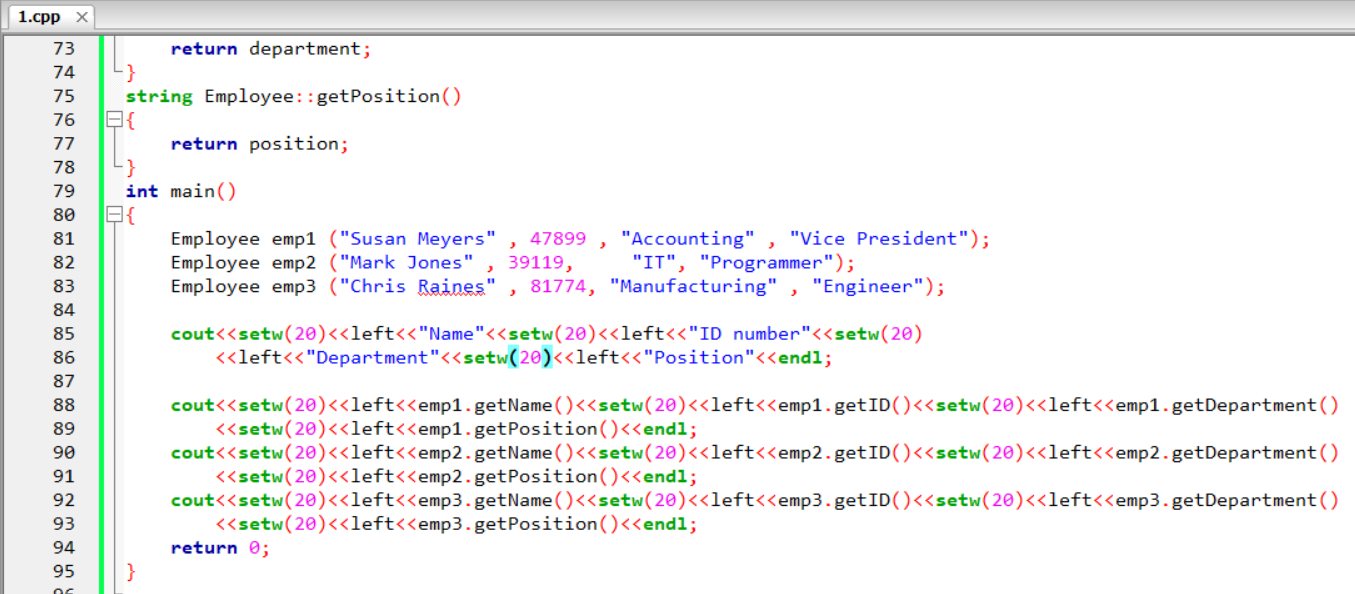 1.cpp
73 return department;
74 }
75 string Employee::getPosition()
76 {
77 return position;
78 }
79 int main()
80 {
81 Employee emp1 ("Susan Meyers" , 47899 , "Accounting" , "Vice President");
82 Employee emp2 ("Mark Jones" , 39119, "IT", "Programmer");
83 Employee emp3 ("Chris Raines" , 81774, "Manufacturing" , "Engineer");
84
85 cout<<setw(20)<<left<<"Name"<<setw(20)<<left<<"ID number"<<setw(20)
86 <<left<<"Department"<<setw(20)<<left<<"Position"<<endl;
87
88 cout<<setw(20)<<left<<emp1.getName()<<setw(20)<<left<<emp1.getID()<<setw(20)<<left<<emp1.getDepartment()
89 <<setw(20)<<left<<emp1.getPosition()<<endl;
90 cout<<setw(20)<<left<<emp2.getName()<<setw(20)<<left<<emp2.getID()<<setw(20)<<left<<emp2.getDepartment()
91 <<setw(20)<<left<<emp2.getPosition()<<endl;
92 cout<<setw(20)<<left<<emp3.getName()<<setw(20)<<left<<emp3.getID()<<setw(20)<<left<<emp3.getDepartment()
93 <<setw(20)<<left<<emp3.getPosition()<<endl;
94 return 0;
95 }
96